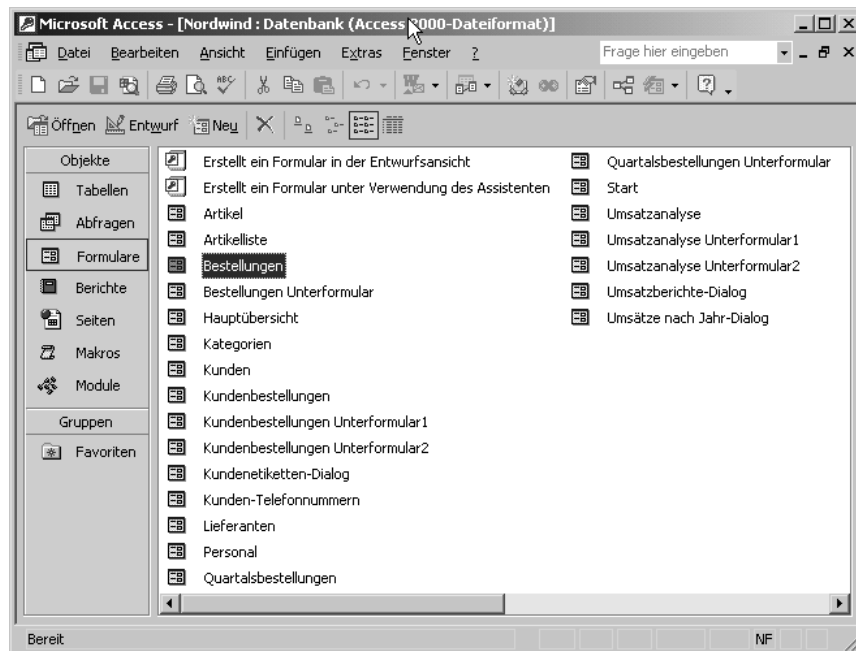 Microsoft Access - [Nordwind : Datenbank (Access 2000-Dateiformat)]
Datei Bearbeiten Ansicht Einfügen Extras Fenster ? Frage hier eingeben
Öffnen Entwurf Neu
Objekte
Tabellen
Abfragen
Formulare
Berichte
Seiten
Makros
Module
Gruppen
Favoriten
Erstellt ein Formular in der Entwurfsansicht
Erstellt ein Formular unter Verwendung des Assistenten
Artikel
Artikelliste
Bestellungen
Bestellungen Unterformular
Hauptübersicht
Kategorien
Kunden
Kundenbestellungen
Kundenbestellungen Unterformular1
Kundenbestellungen Unterformular2
Kundenetiketten-Dialog
Kunden-Telefonnummern
Lieferanten
Personal
Quartalsbestellungen
Quartalsbestellungen Unterformular
Start
Umsatzanalyse
Umsatzanalyse Unterformular1
Umsatzanalyse Unterformular2
Umsatzberichte-Dialog
Umsätze nach Jahr-Dialog
Bereit NF